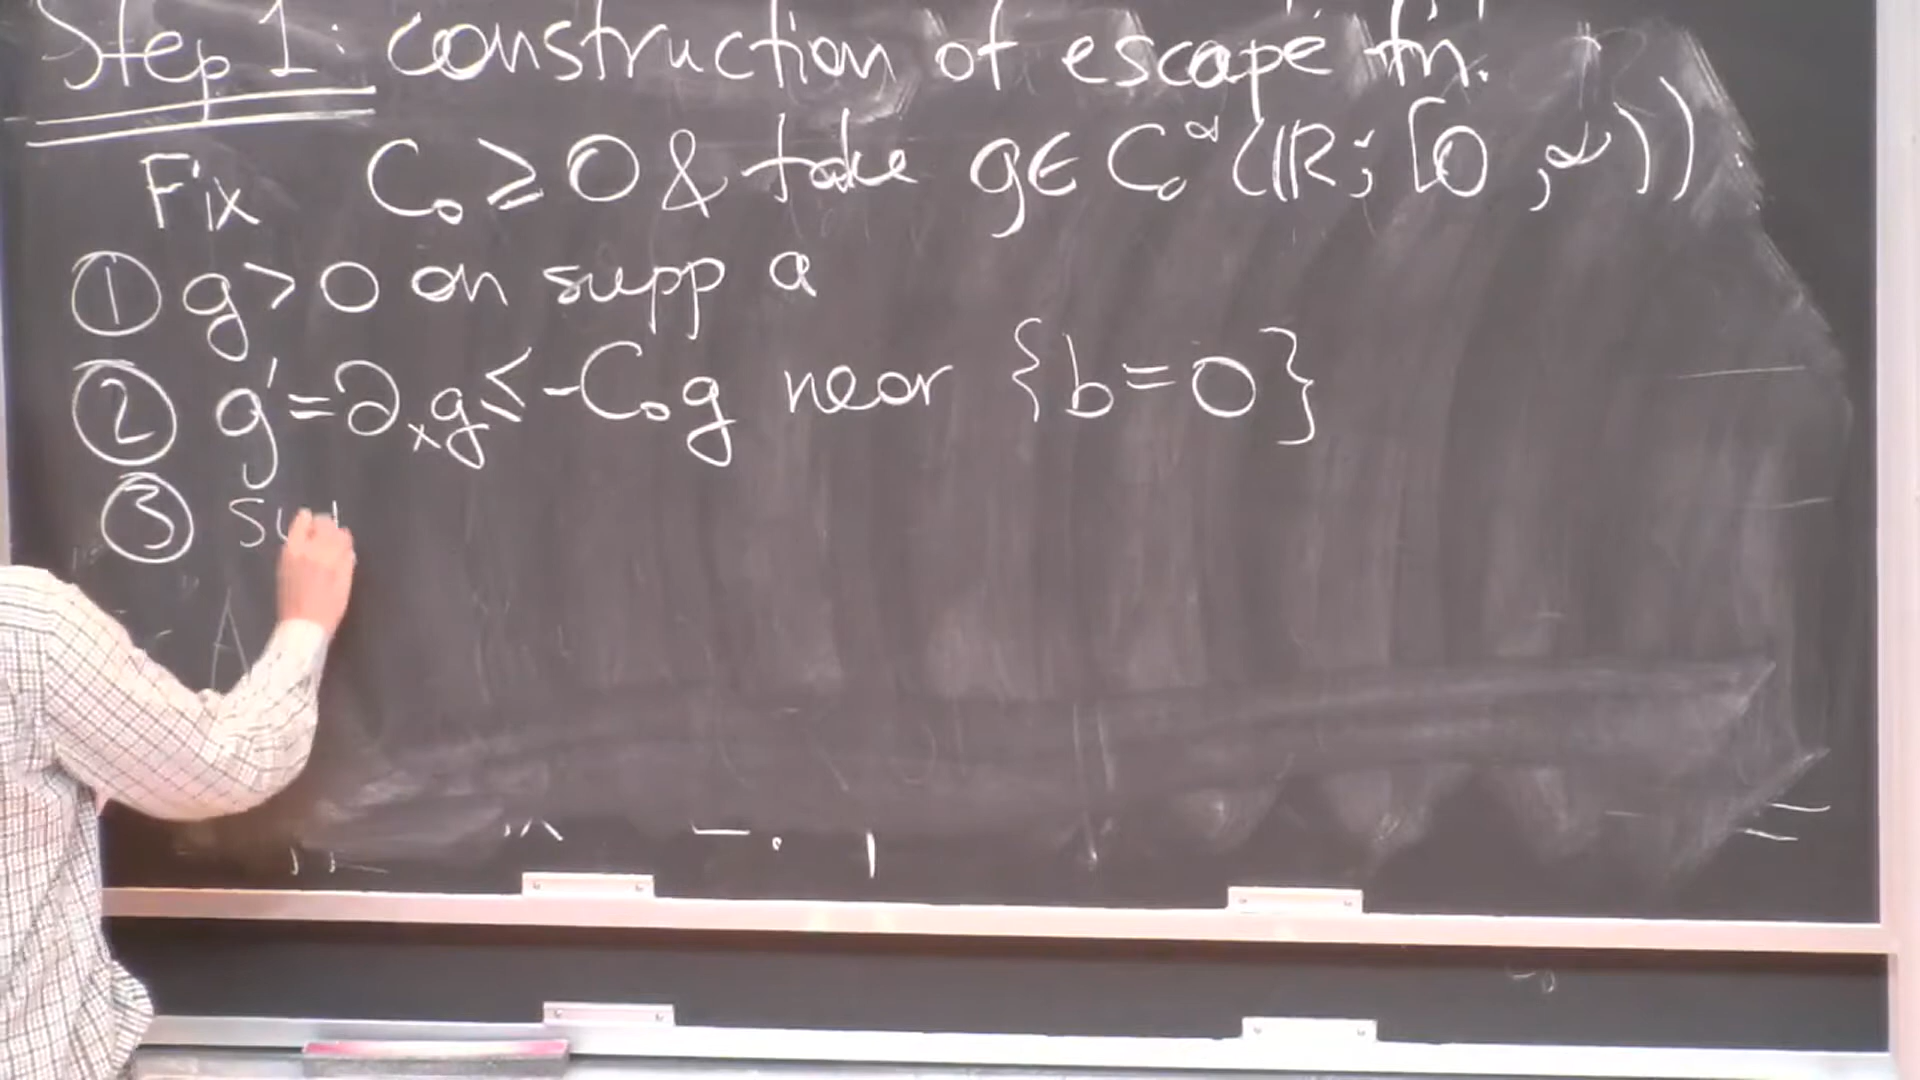 Step 1: construction of escape fn.
Fix C₀ ≥ 0 & take g ∈ C₀^∞(ℝ; [0, ∞)).
① g > 0 on supp a
② g' = ∂ₓg ≤ -C₀g near {b = 0}
③ su